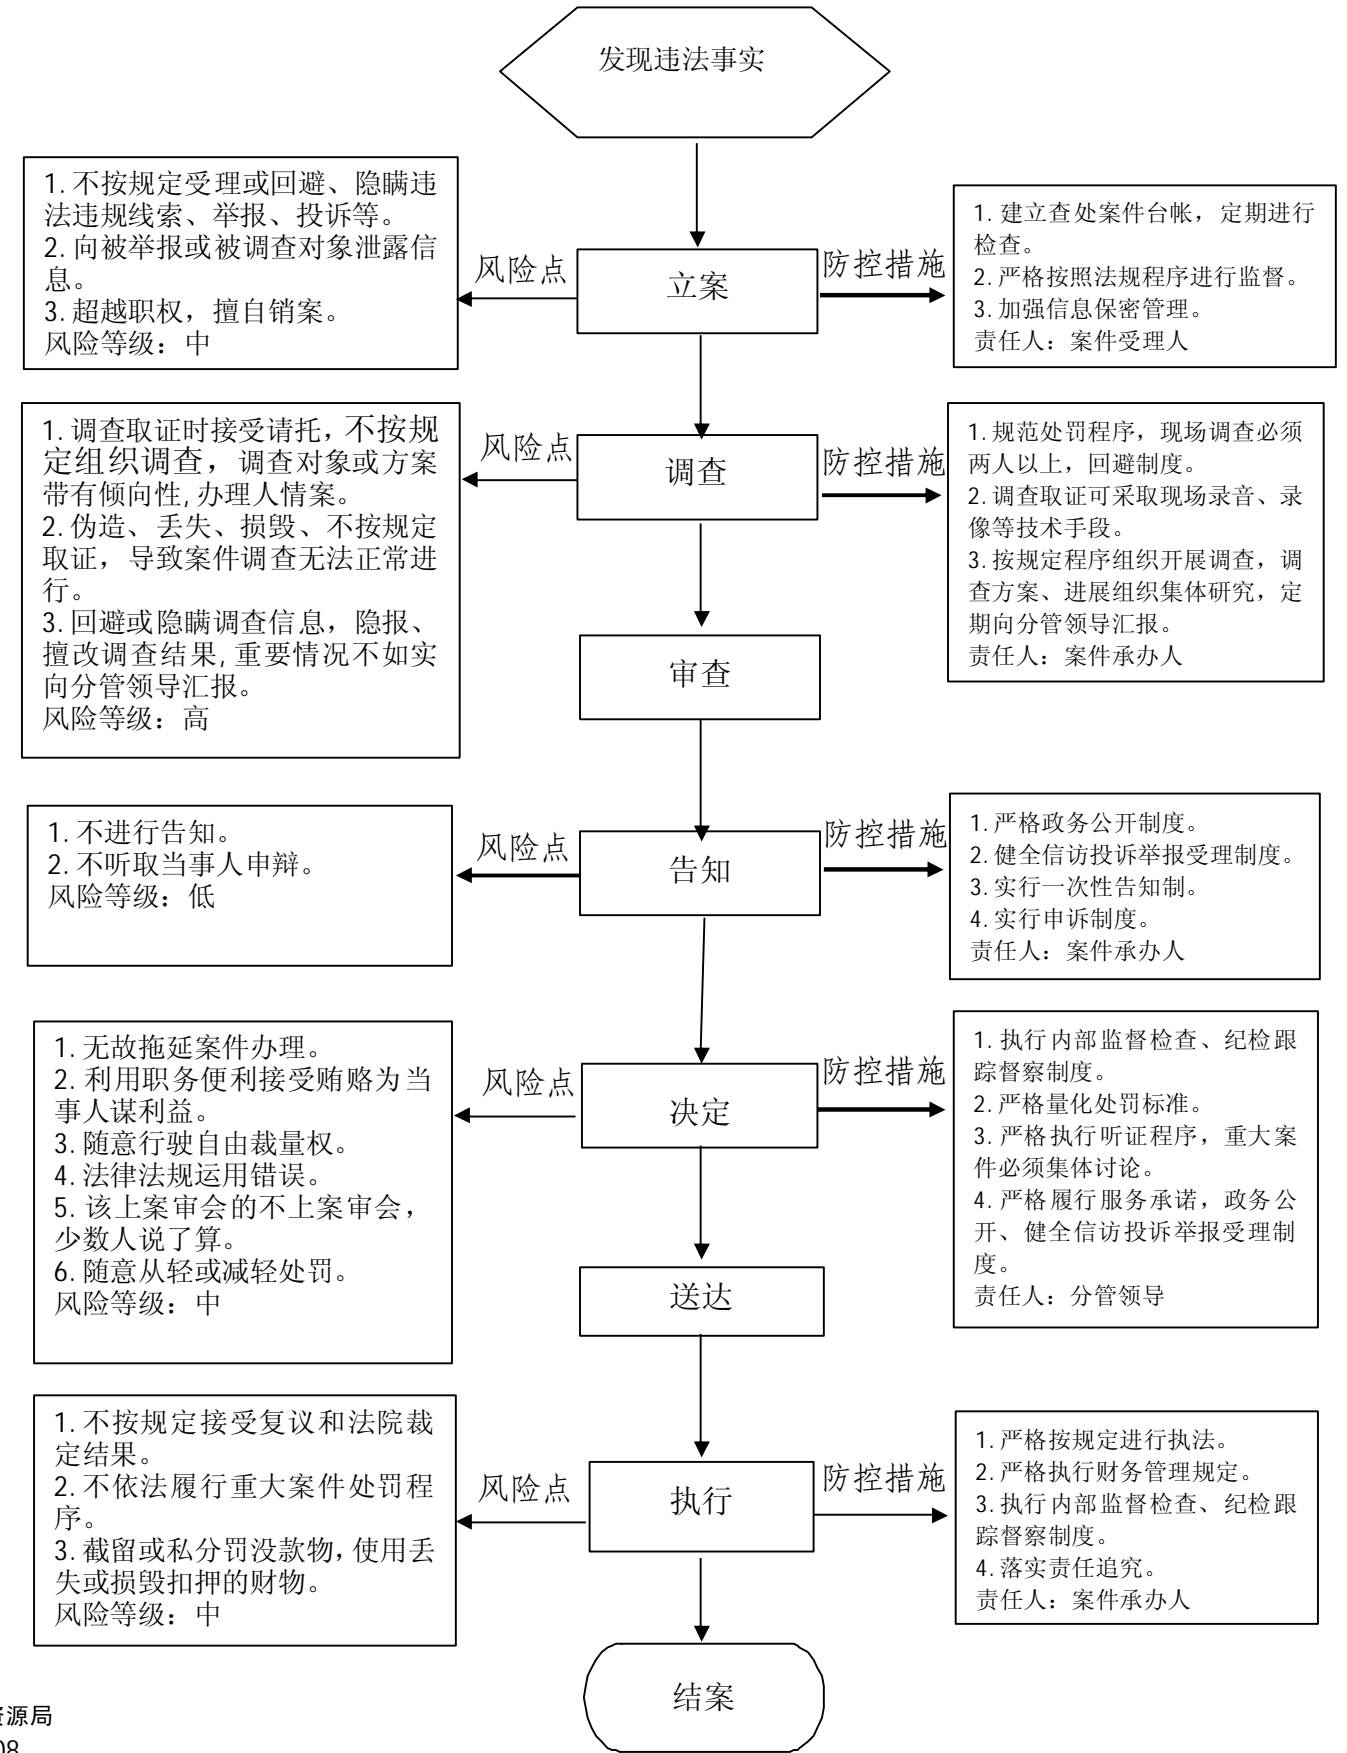 发现违法事实
1.不按规定受理或回避、隐瞒违
法违规线索、举报、投诉等。
2.向被举报或被调查对象泄露信
息。
3.超越职权，擅自销案。
风险等级：中
风险点
立案
防控措施
1.建立查处案件台帐，定期进行
检查。
2.严格按照法规程序进行监督。
3.加强信息保密管理。
责任人：案件受理人
1.调查取证时接受请托，不按规
定组织调查，调查对象或方案
带有倾向性,办理人情案。
2.伪造、丢失、损毁、不按规定
取证，导致案件调查无法正常进
行。
3.回避或隐瞒调查信息，隐报、
擅改调查结果,重要情况不如实
向分管领导汇报。
风险等级：高
风险点
调查
防控措施
1.规范处罚程序，现场调查必须
两人以上，回避制度。
2.调查取证可采取现场录音、录
像等技术手段。
3.按规定程序组织开展调查，调
查方案、进展组织集体研究，定
期向分管领导汇报。
责任人：案件承办人
审查
1.不进行告知。
2.不听取当事人申辩。
风险等级：低
风险点
告知
防控措施
1.严格政务公开制度。
2.健全信访投诉举报受理制度。
3.实行一次性告知制。
4.实行申诉制度。
责任人：案件承办人
1.无故拖延案件办理。
2.利用职务便利接受贿赂为当
事人谋利益。
3.随意行驶自由裁量权。
4.法律法规运用错误。
5.该上案审会的不上案审会，
少数人说了算。
6.随意从轻或减轻处罚。
风险等级：中
风险点
决定
防控措施
1.执行内部监督检查、纪检跟
踪督察制度。
2.严格量化处罚标准。
3.严格执行听证程序，重大案
件必须集体讨论。
4.严格履行服务承诺，政务公
开、健全信访投诉举报受理制
度。
责任人：分管领导
送达
1.不按规定接受复议和法院裁
定结果。
2.不依法履行重大案件处罚程
序。
3.截留或私分罚没款物,使用丢
失或损毁扣押的财物。
风险等级：中
风险点
执行
防控措施
1.严格按规定进行执法。
2.严格执行财务管理规定。
3.执行内部监督检查、纪检跟
踪督察制度。
4.落实责任追究。
责任人：案件承办人
结案
源局